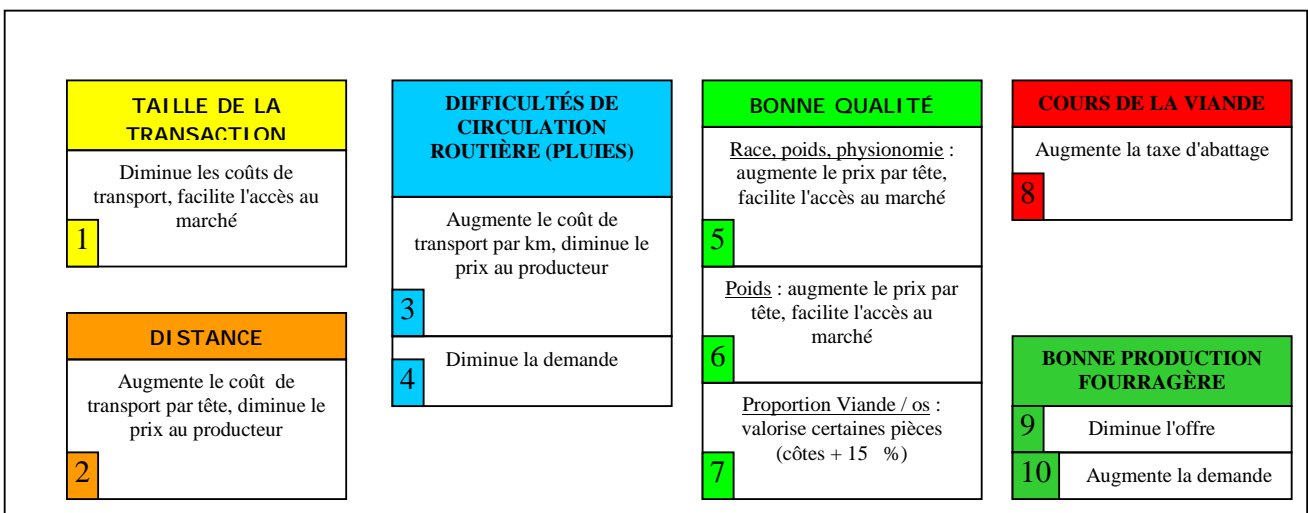 TAILLE DE LA
TRANSACTION
Diminue les coûts de
transport, facilite l'accès au
marché
1
DISTANCE
Augmente le coût de
transport par tête, diminue le
prix au producteur
2
DIFFICULTÉS DE
CIRCULATION
ROUTIÈRE (PLUIES)
Augmente le coût de
transport par km, diminue le
prix au producteur
3
Diminue la demande
4
BONNE QUALITÉ
Race, poids, physionomie :
augmente le prix par tête,
facilite l'accès au marché
5
Poids : augmente le prix par
tête, facilite l'accès au
marché
6
Proportion Viande / os :
valorise certaines pièces
(côtes + 15 %)
7
COURS DE LA VIANDE
Augmente la taxe d'abattage
8
BONNE PRODUCTION
FOURRAGÈRE
9 Diminue l'offre
10 Augmente la demande